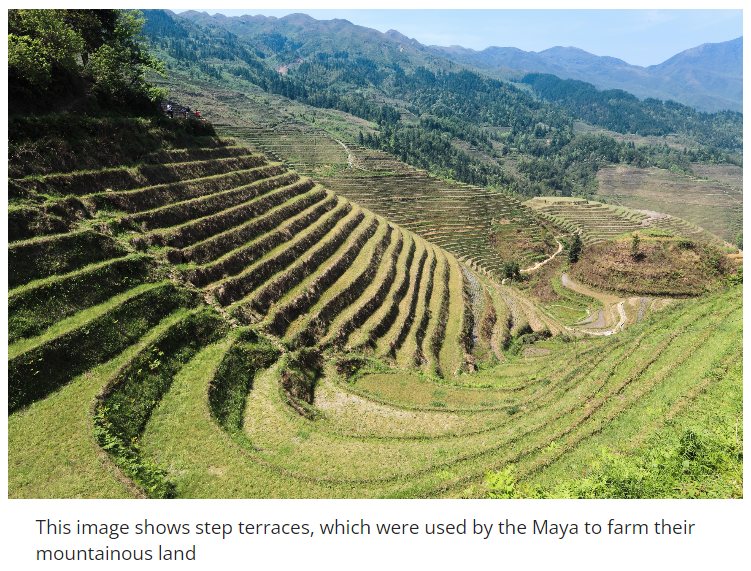 This image shows step terraces, which were used by the Maya to farm their
mountainous land